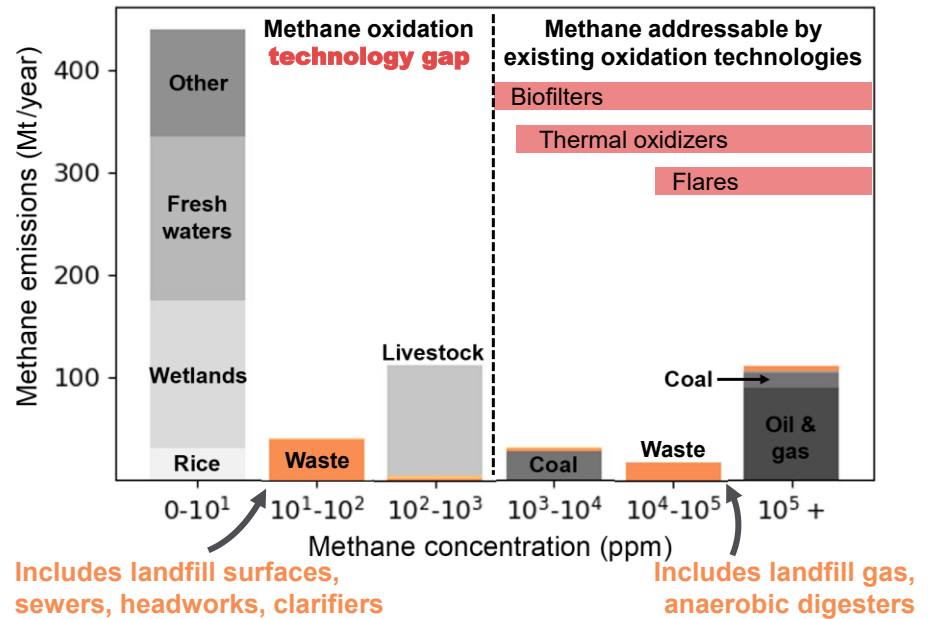 Methane oxidation
technology gap
Methane addressable by
existing oxidation technologies
Biofilters
Thermal oxidizers
Flares
Methane emissions (Mt/year)
400
300
200
100
Other
Fresh
waters
Wetlands
Rice
Waste
Livestock
Coal
Waste
Coal
Oil &
gas
0-10¹
10¹-10²
10²-10³
10³-10⁴
10⁴-10⁵
10⁵ +
Methane concentration (ppm)
Includes landfill surfaces,
sewers, headworks, clarifiers
Includes landfill gas,
anaerobic digesters